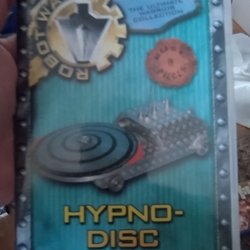 ROBOT WARS
THE ULTIMATE
WARRIOR
COLLECTION
HYPNO-
DISC